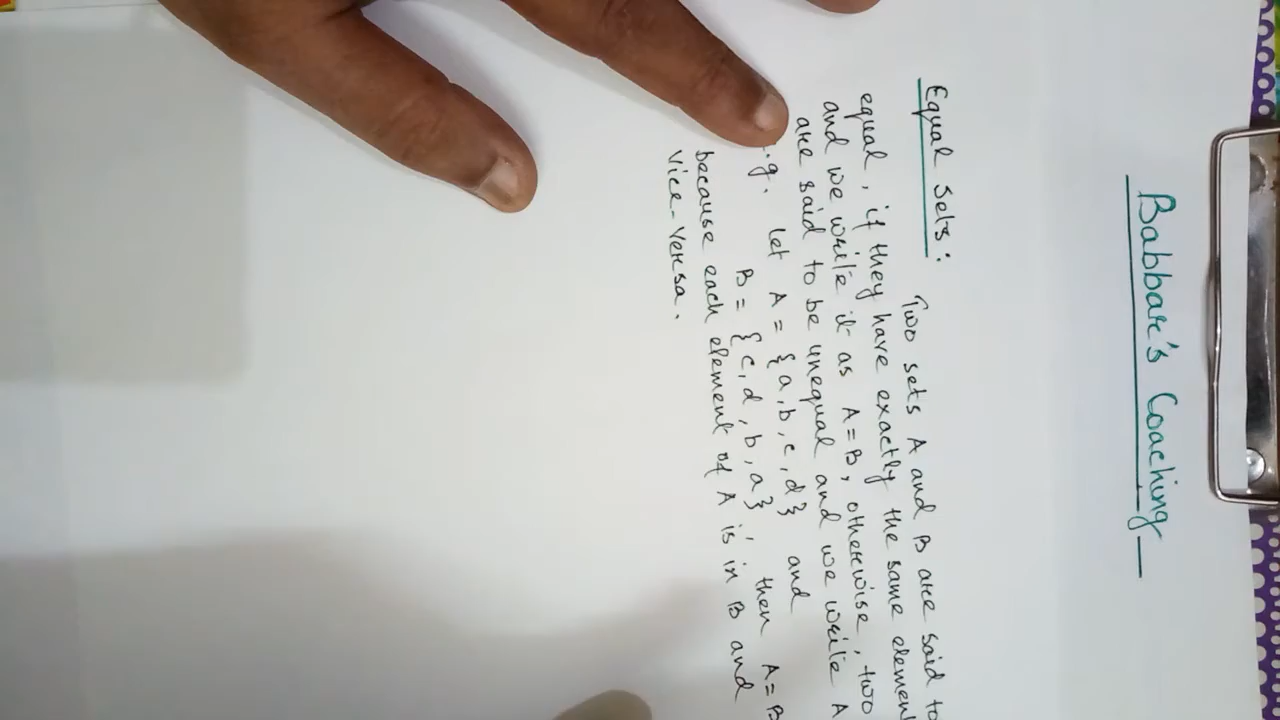 Babbar's Coaching
Equal Sets: Two sets A and B are said to
equal, if they have exactly the same element
and we write it as A=B, otherwise, two
are said to be unequal and we write A
.g. Let A = {a,b,c,d} and
B = {c,d,b,a}, then A=B
because each element of A is in B and
vice-versa.